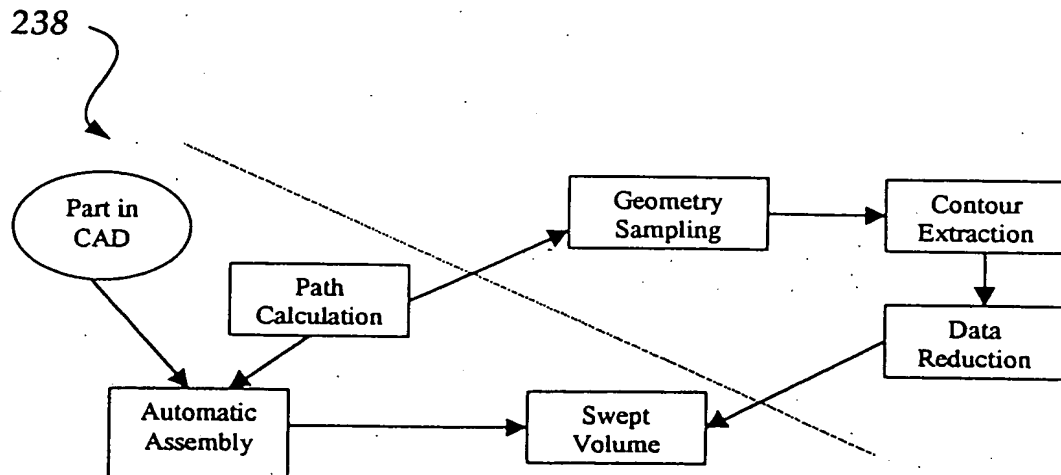 238
Part in
CAD
Path
Calculation
Geometry
Sampling
Contour
Extraction
Data
Reduction
Automatic
Assembly
Swept
Volume